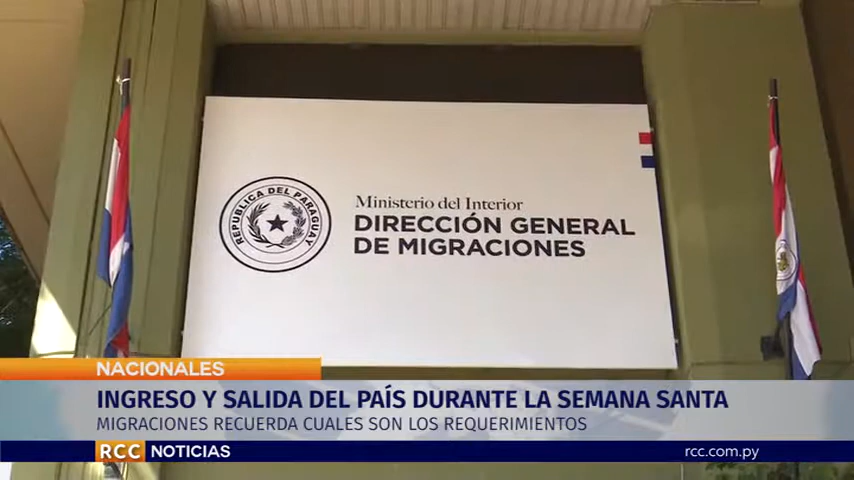 REPUBLICA DEL PARAGUAY
Ministerio del Interior
DIRECCIÓN GENERAL
DE MIGRACIONES
NACIONALES
INGRESO Y SALIDA DEL PAÍS DURANTE LA SEMANA SANTA
MIGRACIONES RECUERDA CUALES SON LOS REQUERIMIENTOS
RCC NOTICIAS
rcc.com.py